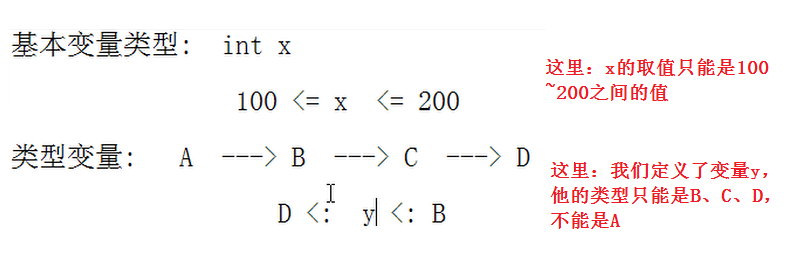 基本变量类型: int x
100 <= x <= 200
这里：x的取值只能是100
~200之间的值
类型变量: A ---> B ---> C ---> D
D <: y <: B
这里：我们定义了变量y，
他的类型只能是B、C、D，
不能是A